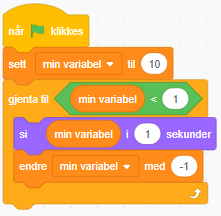 når klikkes
sett min variabel til 10
gjenta til min variabel < 1
si min variabel i 1 sekunder
endre min variabel med -1